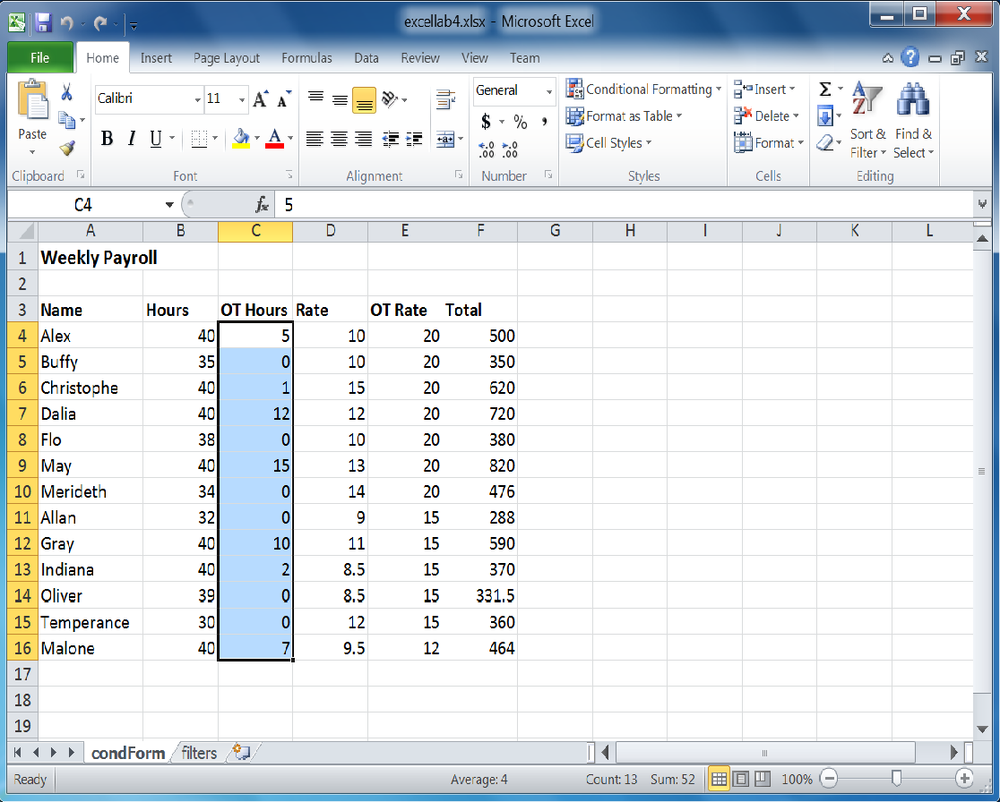 excellab4.xlsx - Microsoft Excel
File Home Insert Page Layout Formulas Data Review View Team
Calibri 11 General Conditional Formatting Insert Σ
Paste B I U $ % , Format as Table Delete Sort & Filter Find & Select
Cell Styles Format
Clipboard Font Alignment Number Styles Cells Editing
C4 fx 5
A B C D E F G H I J K L
1 Weekly Payroll
2
3 Name Hours OT Hours Rate OT Rate Total
4 Alex 40 5 10 20 500
5 Buffy 35 0 10 20 350
6 Christophe 40 1 15 20 620
7 Dalia 40 12 12 20 720
8 Flo 38 0 10 20 380
9 May 40 15 13 20 820
10 Merideth 34 0 14 20 476
11 Allan 32 0 9 15 288
12 Gray 40 10 11 15 590
13 Indiana 40 2 8.5 15 370
14 Oliver 39 0 8.5 15 331.5
15 Temperance 30 0 12 15 360
16 Malone 40 7 9.5 12 464
17
18
19
condForm filters
Ready Average: 4 Count: 13 Sum: 52 100%